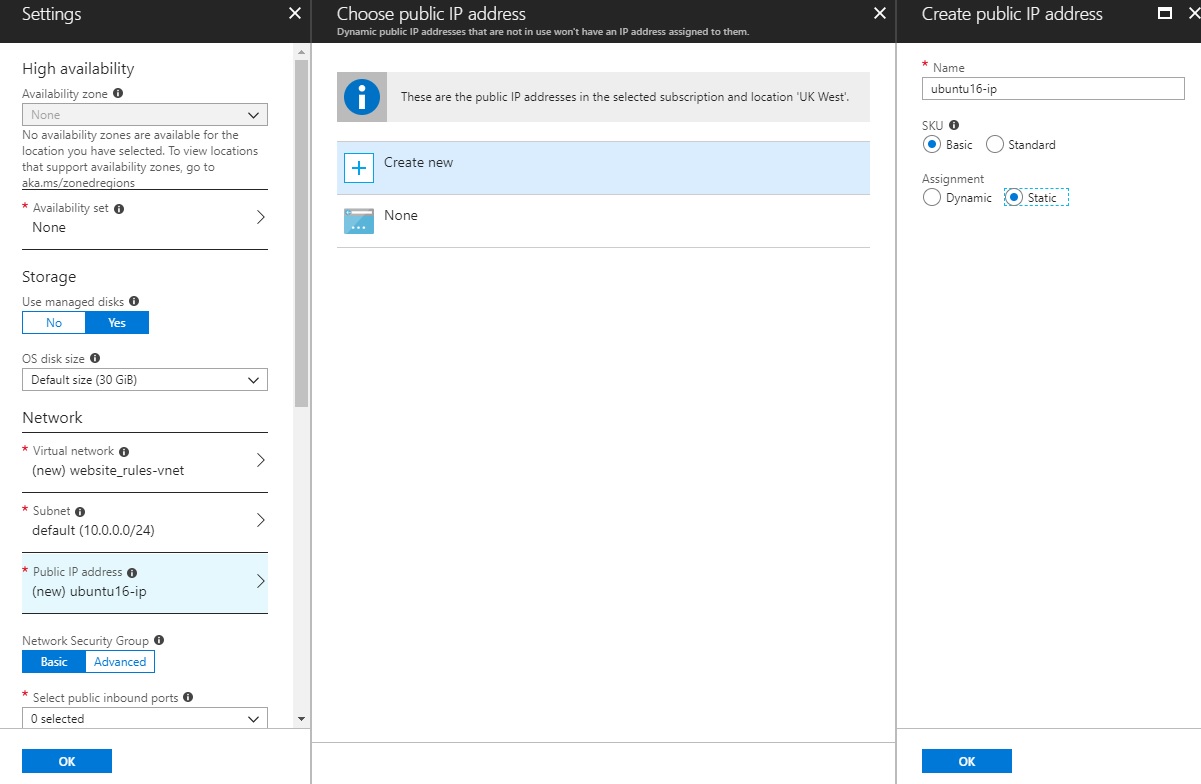 Settings
High availability
Availability zone
None
No availability zones are available for the
location you have selected. To view locations
that support availability zones, go to
aka.ms/zonedregions
* Availability set
None
Storage
Use managed disks
No Yes
OS disk size
Default size (30 GiB)
Network
* Virtual network
(new) website_rules-vnet
* Subnet
default (10.0.0.0/24)
* Public IP address
(new) ubuntu16-ip
Network Security Group
Basic Advanced
* Select public inbound ports
0 selected
OK
Choose public IP address
Dynamic public IP addresses that are not in use won't have an IP address assigned to them.
These are the public IP addresses in the selected subscription and location 'UK West'.
Create new
None
Create public IP address
* Name
ubuntu16-ip
SKU
Basic Standard
Assignment
Dynamic Static
OK